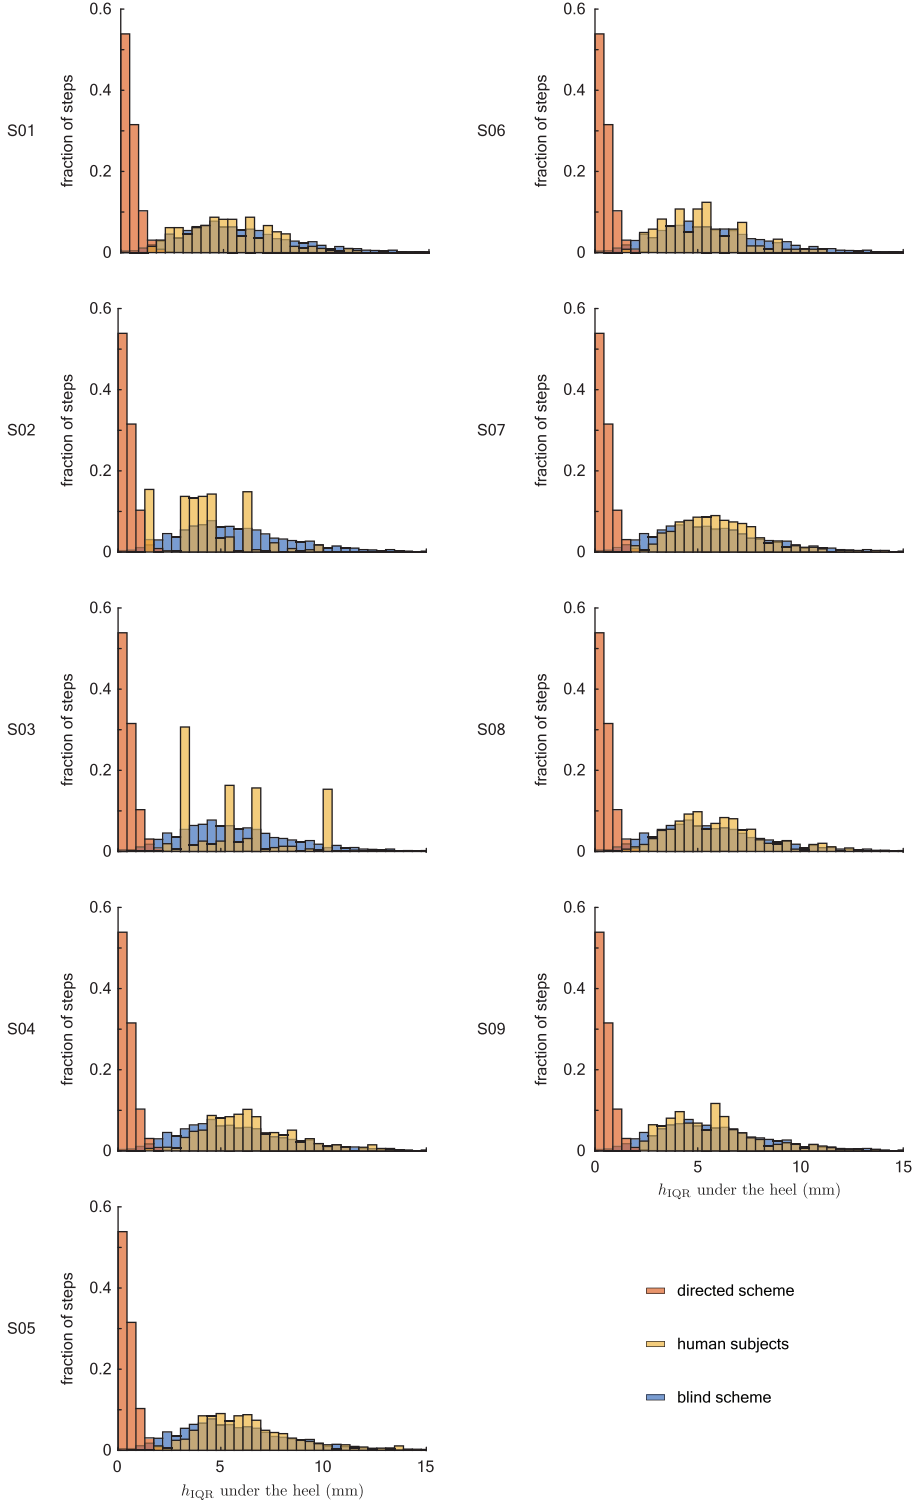 S01
fraction of steps
0.6
0.4
0.2
0
S02
fraction of steps
0.6
0.4
0.2
0
S03
fraction of steps
0.6
0.4
0.2
0
S04
fraction of steps
0.6
0.4
0.2
0
S05
fraction of steps
0.6
0.4
0.2
0
0 5 10 15
h_IQR under the heel (mm)
S06
fraction of steps
0.6
0.4
0.2
0
S07
fraction of steps
0.6
0.4
0.2
0
S08
fraction of steps
0.6
0.4
0.2
0
S09
fraction of steps
0.6
0.4
0.2
0
0 5 10 15
h_IQR under the heel (mm)
directed scheme
human subjects
blind scheme